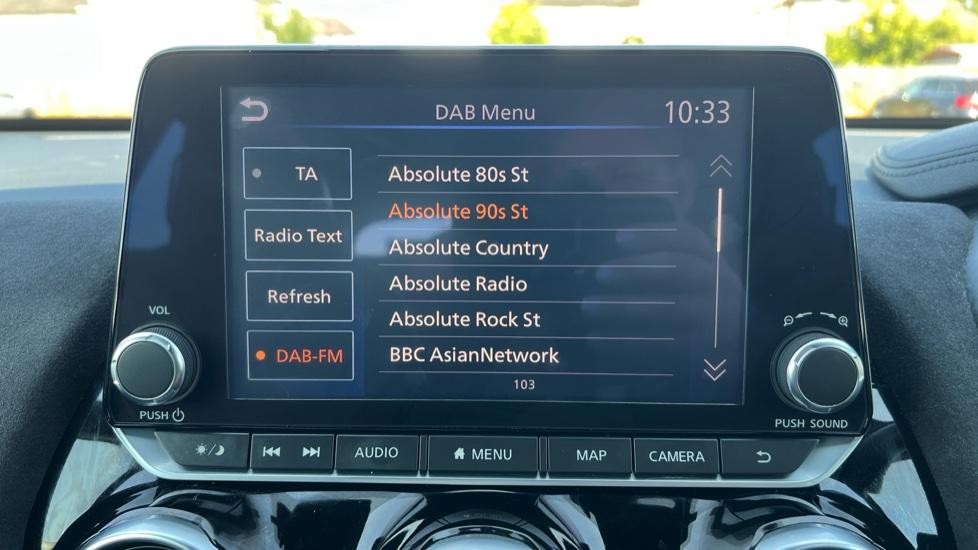 DAB Menu 10:33
TA
Radio Text
Refresh
DAB-FM
Absolute 80s St
Absolute 90s St
Absolute Country
Absolute Radio
Absolute Rock St
BBC AsianNetwork
103
VOL
PUSH
PUSH SOUND
AUDIO
MENU
MAP
CAMERA